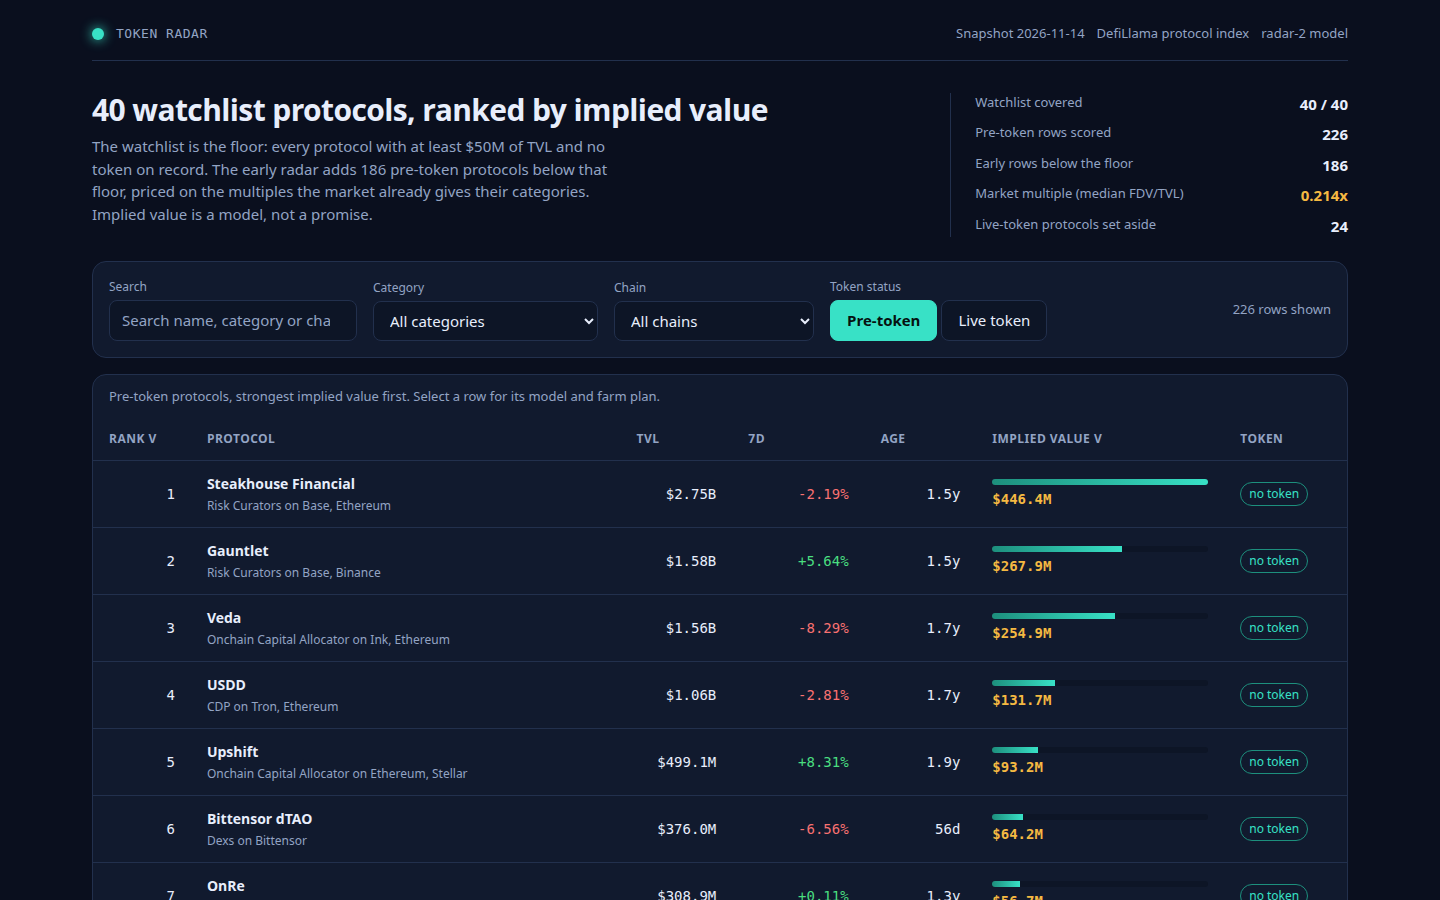 TOKEN RADAR
Snapshot 2026-11-14 DefiLlama protocol index radar-2 model
40 watchlist protocols, ranked by implied value
The watchlist is the floor: every protocol with at least $50M of TVL and no
token on record. The early radar adds 186 pre-token protocols below that
floor, priced on the multiples the market already gives their categories.
Implied value is a model, not a promise.
Watchlist covered 40 / 40
Pre-token rows scored 226
Early rows below the floor 186
Market multiple (median FDV/TVL) 0.214x
Live-token protocols set aside 24
Search Category Chain Token status
Search name, category or cha All categories All chains Pre-token Live token 226 rows shown
Pre-token protocols, strongest implied value first. Select a row for its model and farm plan.
RANK V PROTOCOL TVL 7D AGE IMPLIED VALUE V TOKEN
1 Steakhouse Financial $2.75B -2.19% 1.5y $446.4M no token
Risk Curators on Base, Ethereum
2 Gauntlet $1.58B +5.64% 1.5y $267.9M no token
Risk Curators on Base, Binance
3 Veda $1.56B -8.29% 1.7y $254.9M no token
Onchain Capital Allocator on Ink, Ethereum
4 USDD $1.06B -2.81% 1.7y $131.7M no token
CDP on Tron, Ethereum
5 Upshift $499.1M +8.31% 1.9y $93.2M no token
Onchain Capital Allocator on Ethereum, Stellar
6 Bittensor dTAO $376.0M -6.56% 56d $64.2M no token
Dexs on Bittensor
7 OnRe $308.9M +0.11% 1.3y $56.7M no token